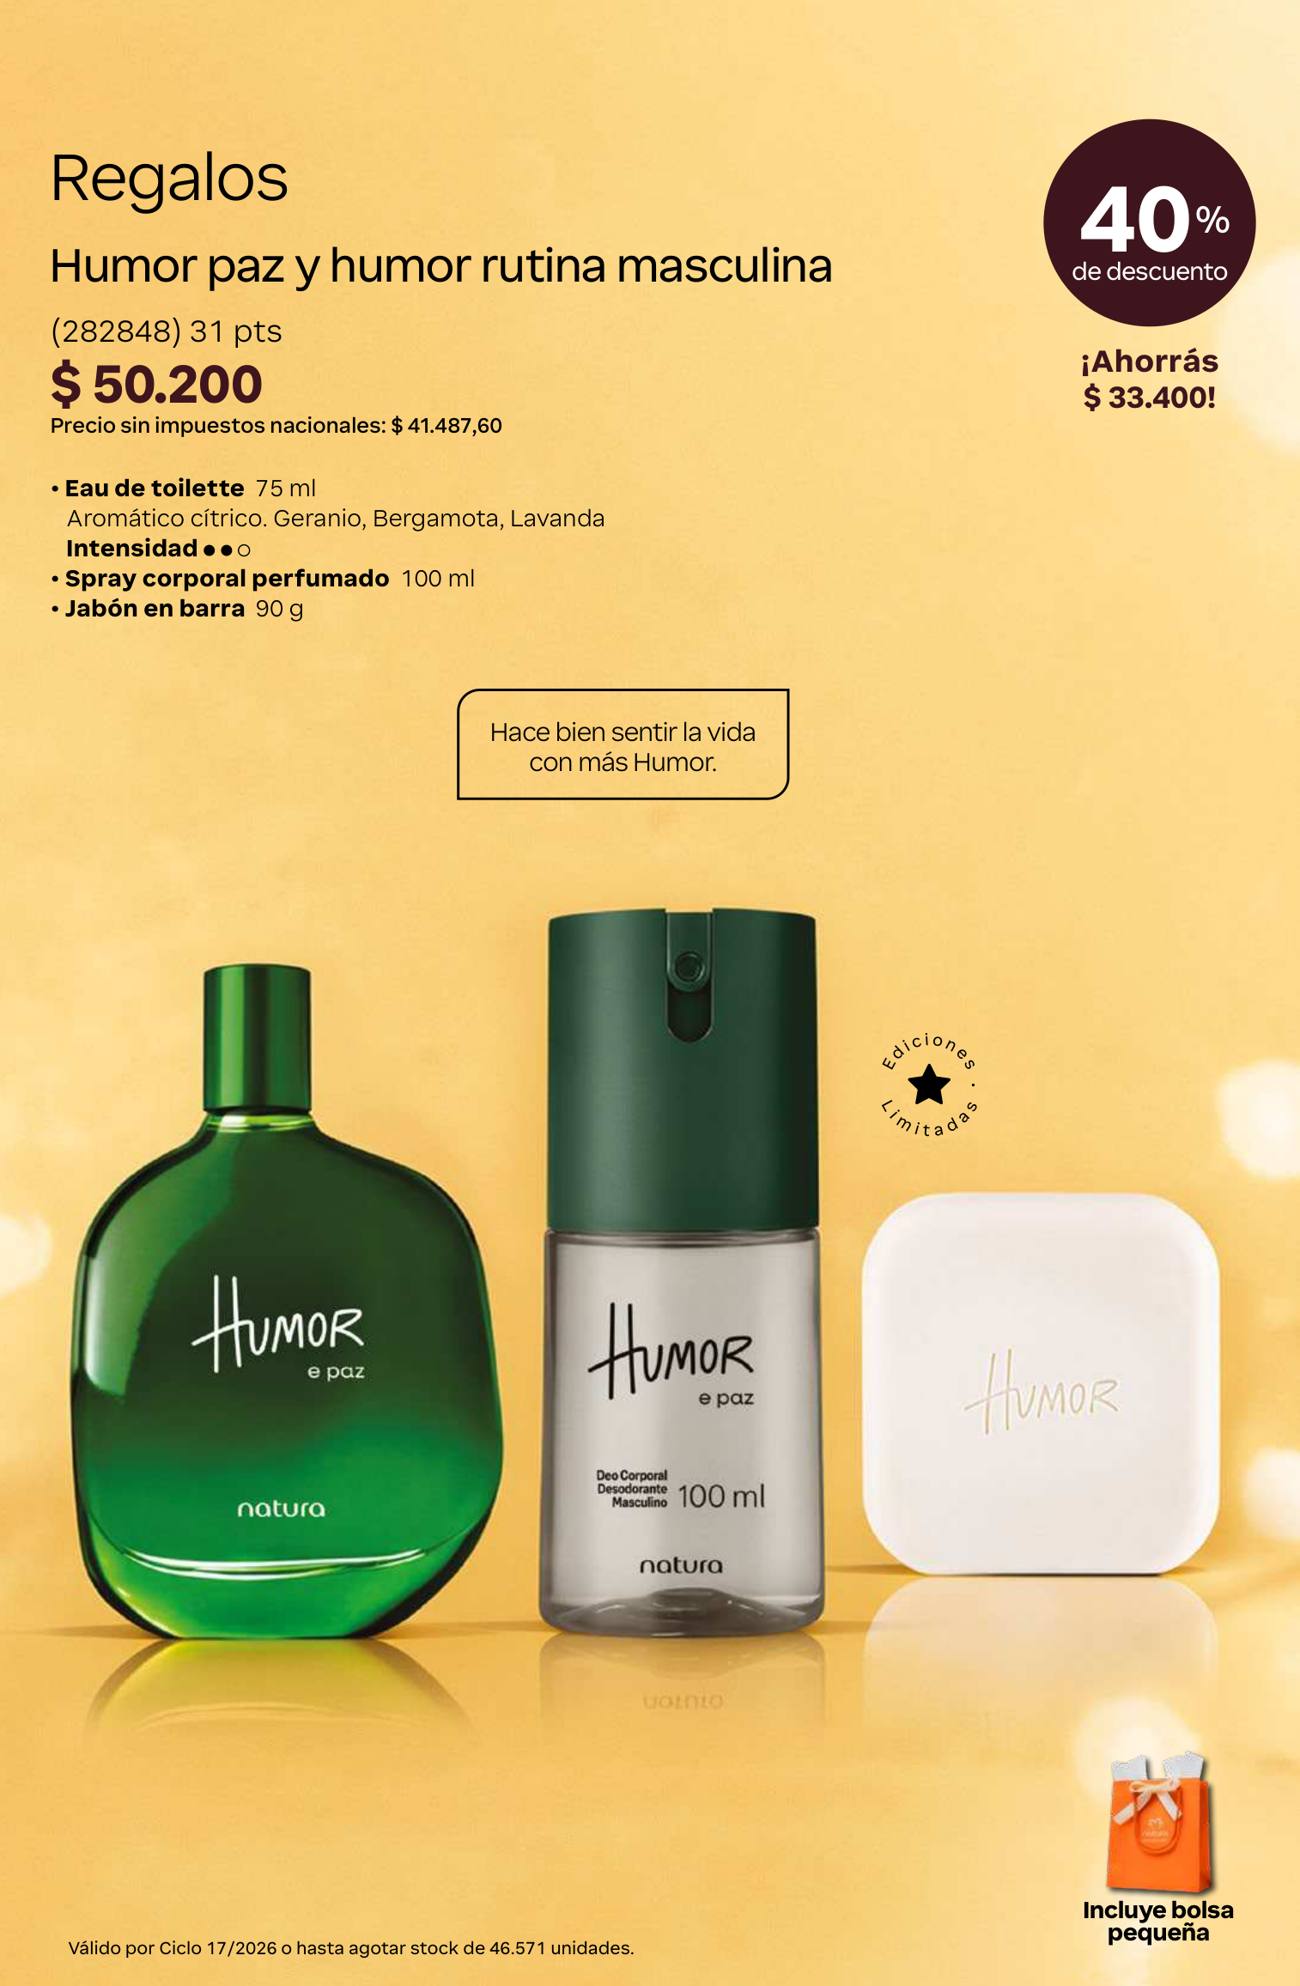 Regalos
Humor paz y humor rutina masculina
(282848) 31 pts
$ 50.200
Precio sin impuestos nacionales: $ 41.487,60
40%
de descuento
¡Ahorrás
$ 33.400!
• Eau de toilette 75 ml
Aromático cítrico. Geranio, Bergamota, Lavanda
Intensidad ●●○
• Spray corporal perfumado 100 ml
• Jabón en barra 90 g
Hace bien sentir la vida
con más Humor.
Ediciones · Limitadas
HUMOR
e paz
natura
HUMOR
e paz
Deo Corporal
Desodorante
Masculino
100 ml
natura
HUMOR
natura
Incluye bolsa
pequeña
Válido por Ciclo 17/2026 o hasta agotar stock de 46.571 unidades.